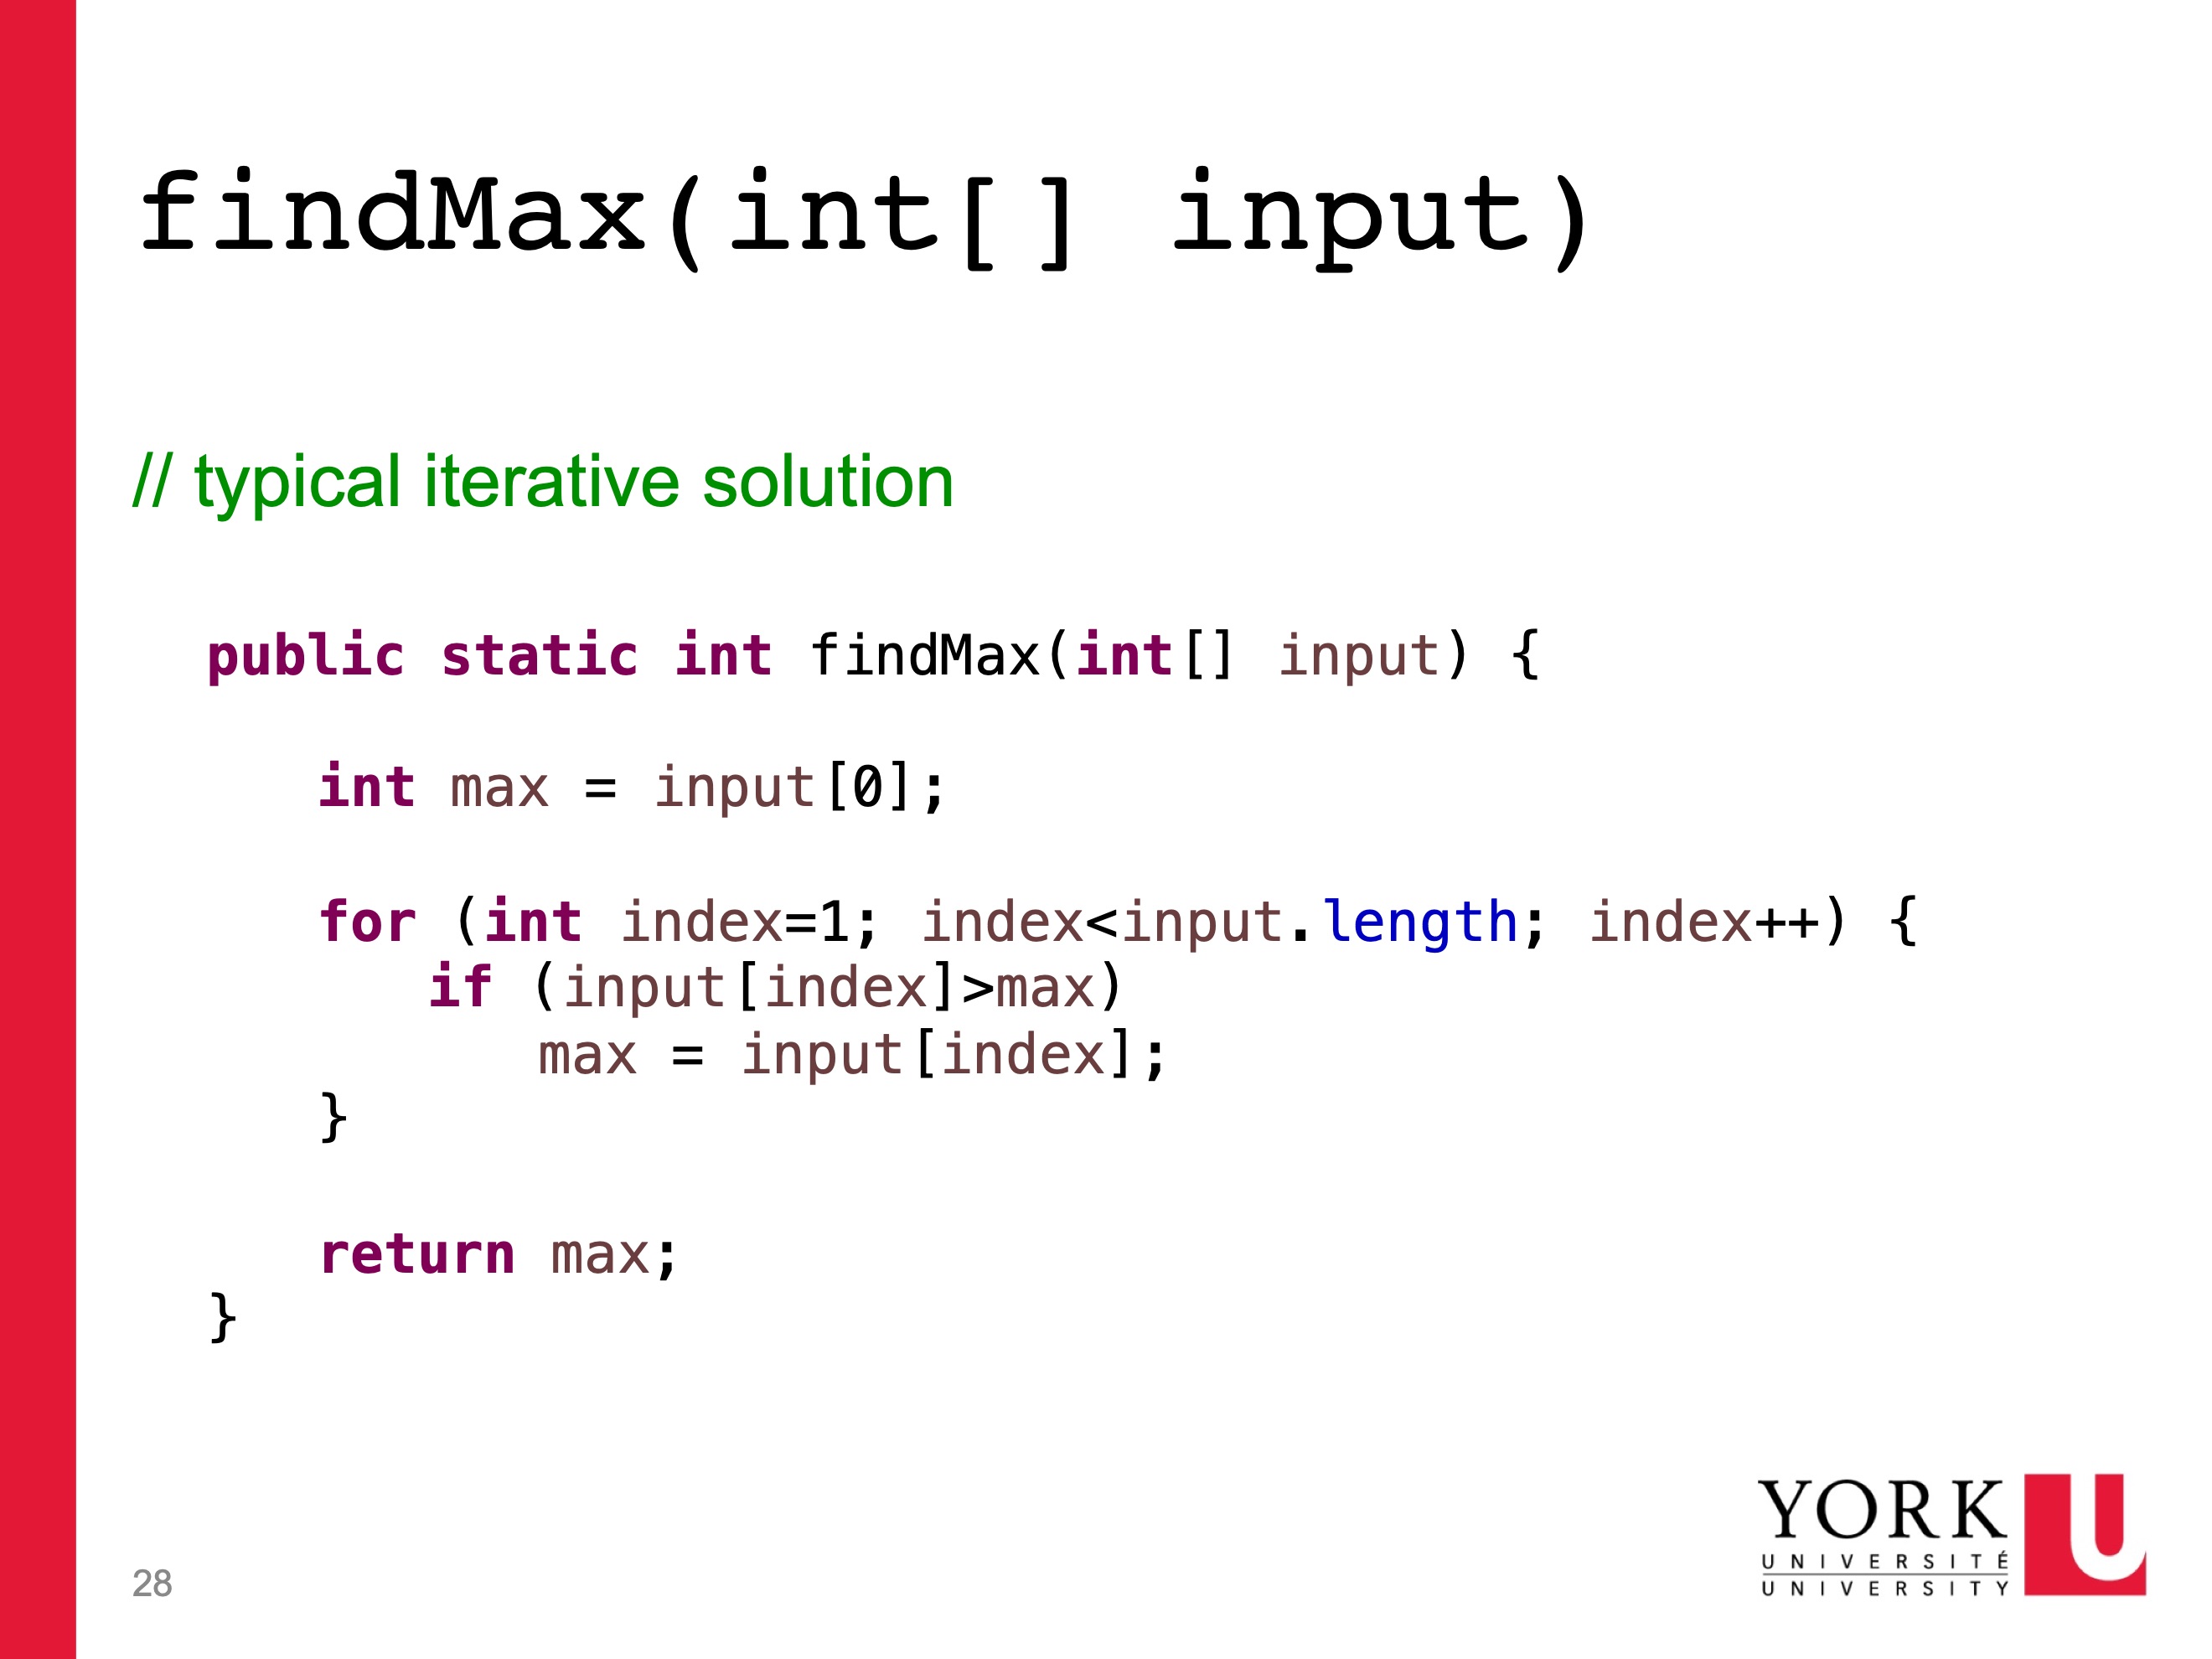 findMax(int[] input)
// typical iterative solution
public static int findMax(int[] input) {
int max = input[0];
for (int index=1; index<input.length; index++) {
if (input[index]>max)
max = input[index];
}
return max;
}
28
YORK U
UNIVERSITÉ
UNIVERSITY